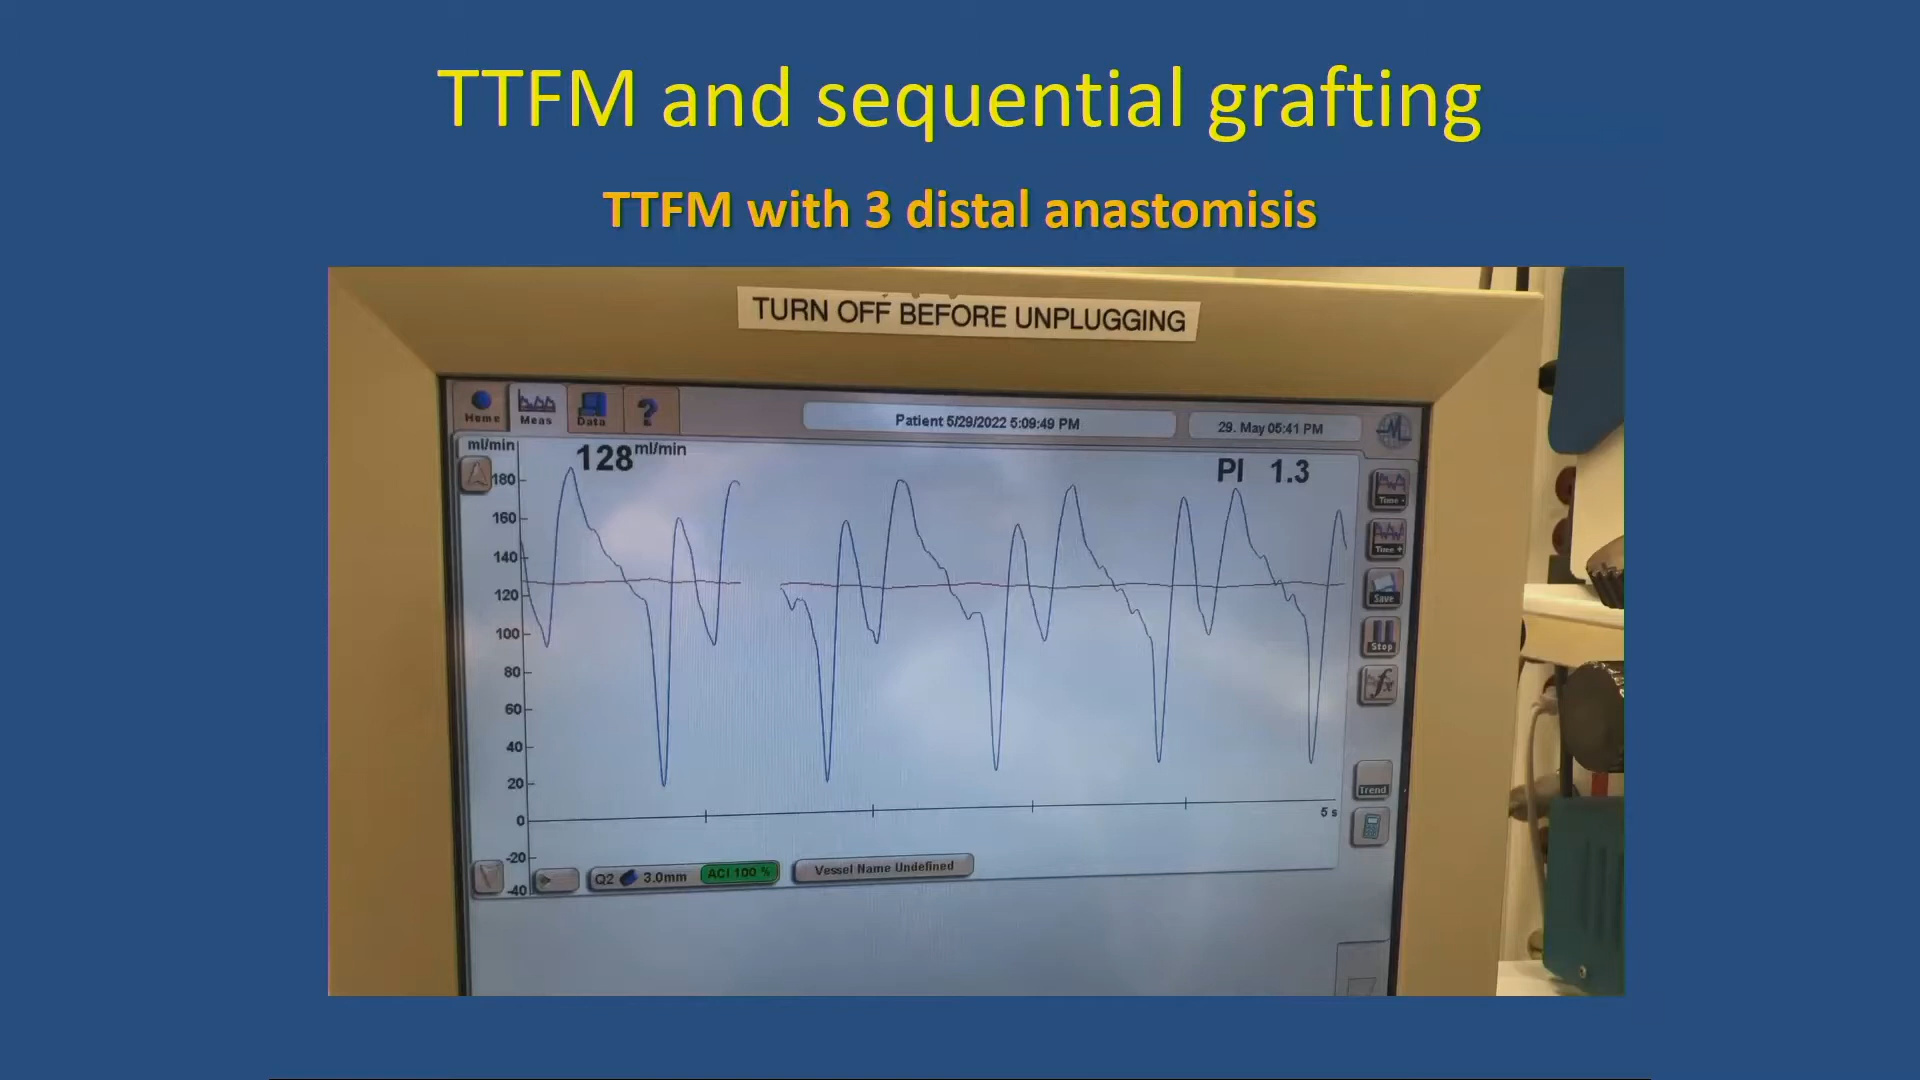 TTFM and sequential grafting
TTFM with 3 distal anastomisis
TURN OFF BEFORE UNPLUGGING
Home
Meas
Data
?
Patient 5/29/2022 5:09:49 PM
29. May 05:41 PM
ml/min
128 ml/min
PI 1.3
180
160
140
120
100
80
60
40
20
0
-20
-40
5 s
Time -
Time +
Save
Stop
fx
Trend
Q2 3.0mm ACI 100 %
Vessel Name Undefined